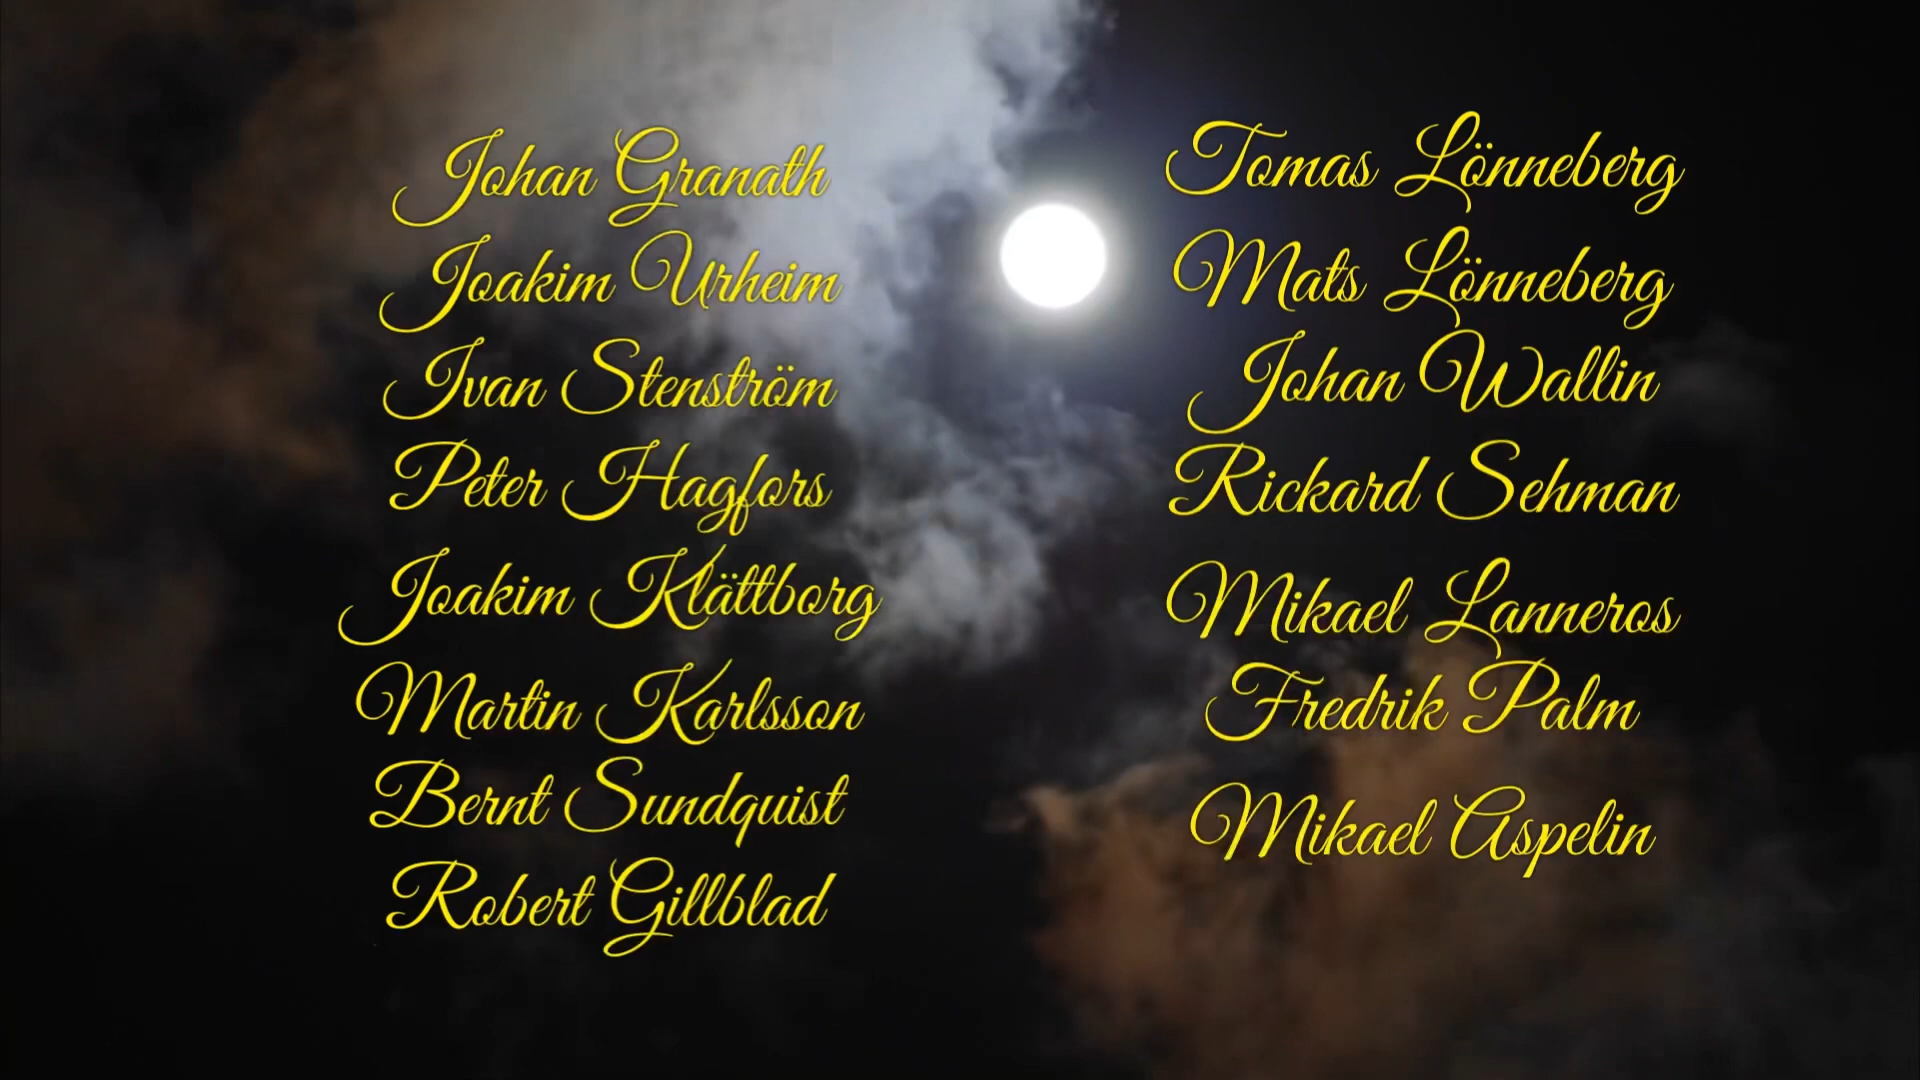 Johan Granath
Joakim Urheim
Ivan Stenström
Peter Hagfors
Joakim Klättborg
Martin Karlsson
Bernt Sundquist
Robert Gillblad
Tomas Lönneberg
Mats Lönneberg
Johan Wallin
Rickard Sehman
Mikael Lanneros
Fredrik Palm
Mikael Aspelin